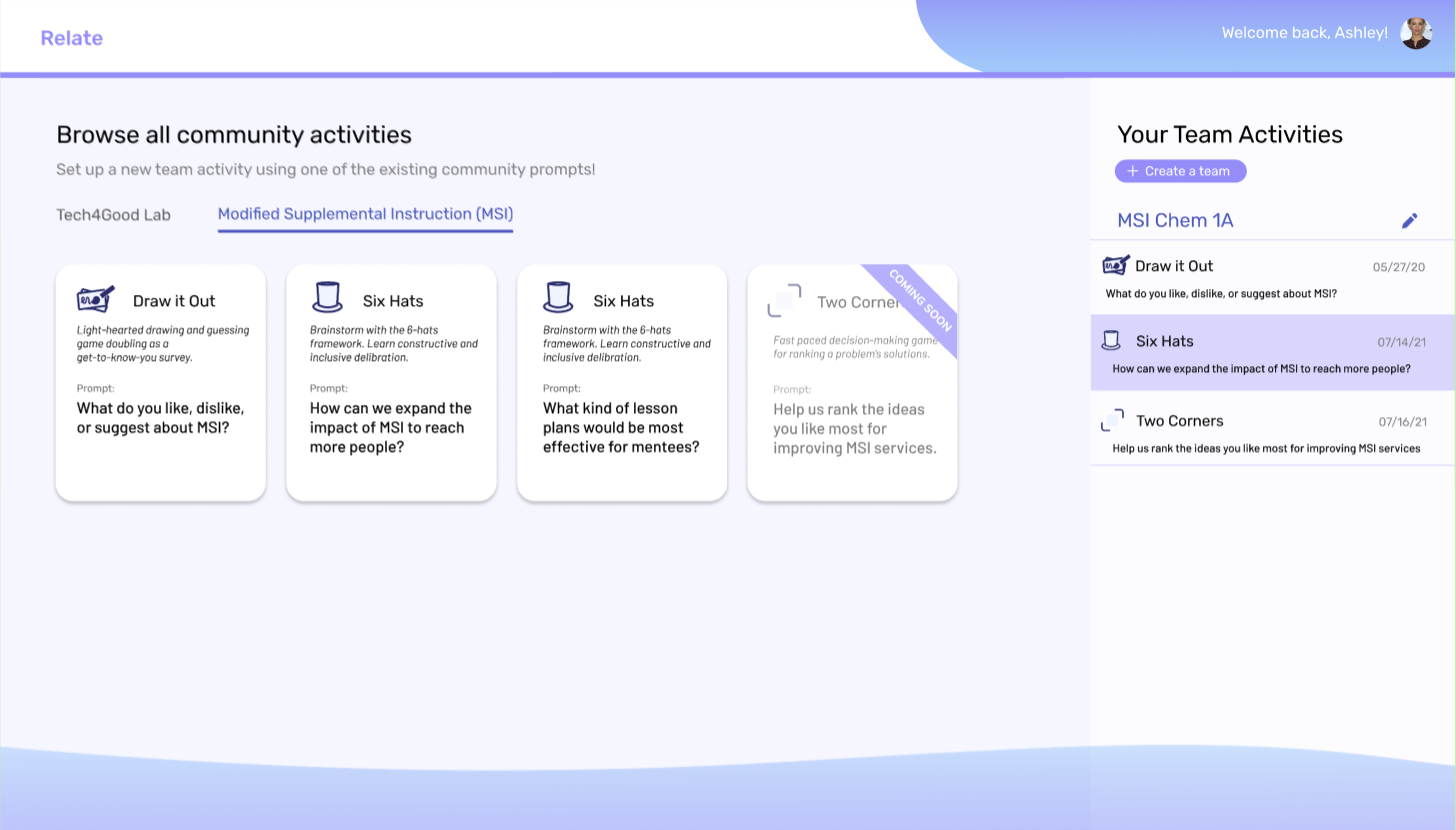 Relate
Welcome back, Ashley!
Browse all community activities
Set up a new team activity using one of the existing community prompts!
Tech4Good Lab
Modified Supplemental Instruction (MSI)
Draw it Out
Light-hearted drawing and guessing
game doubling as a
get-to-know-you survey.
Prompt:
What do you like, dislike,
or suggest about MSI?
Six Hats
Brainstorm with the 6-hats
framework. Learn constructive and
inclusive delibration.
Prompt:
How can we expand the
impact of MSI to reach
more people?
Six Hats
Brainstorm with the 6-hats
framework. Learn constructive and
inclusive delibration.
Prompt:
What kind of lesson
plans would be most
effective for mentees?
COMING SOON
Two Corner
Fast paced decision-making game
for ranking a problem's solutions.
Prompt:
Help us rank the ideas
you like most for
improving MSI services.
Your Team Activities
+ Create a team
MSI Chem 1A
Draw it Out 05/27/20
What do you like, dislike, or suggest about MSI?
Six Hats 07/14/21
How can we expand the impact of MSI to reach more people?
Two Corners 07/16/21
Help us rank the ideas you like most for improving MSI services